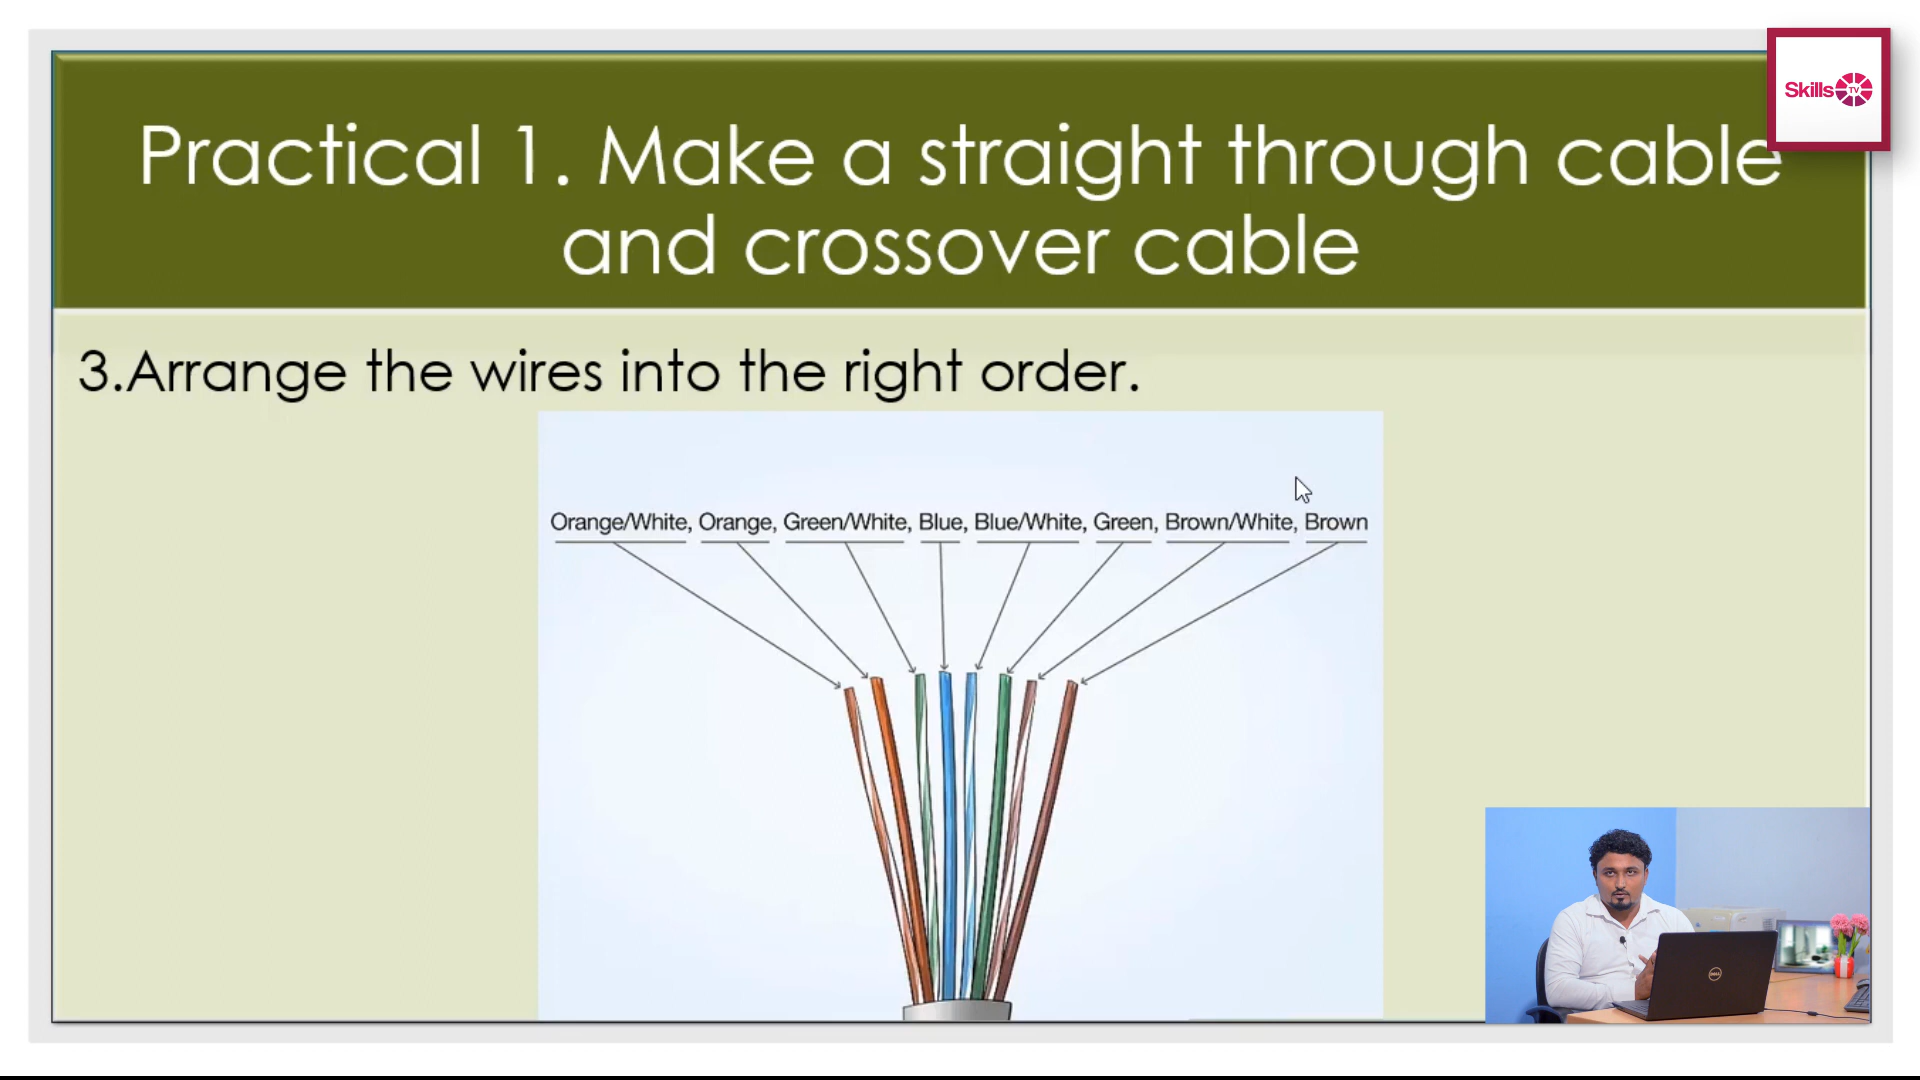 Skills TV
Practical 1. Make a straight through cable
and crossover cable
3.Arrange the wires into the right order.
Orange/White, Orange, Green/White, Blue, Blue/White, Green, Brown/White, Brown
DELL